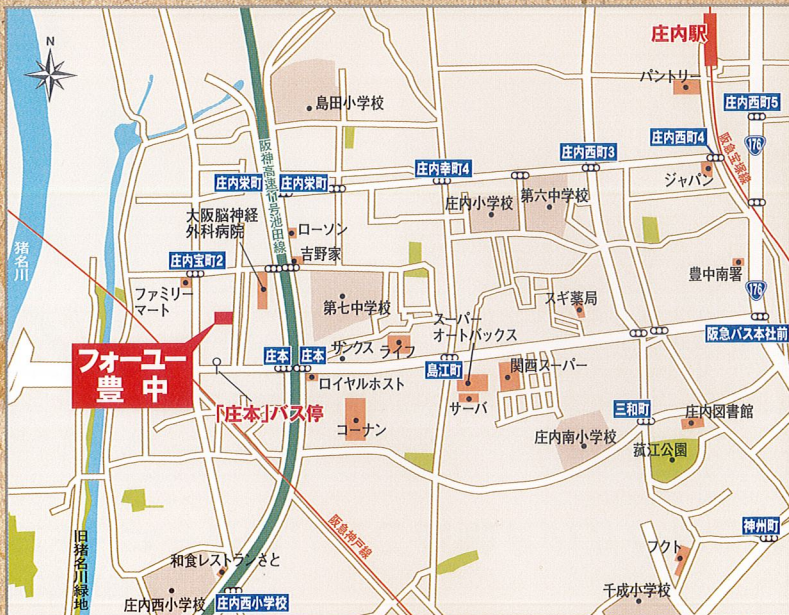 N
庄内駅
パントリー
庄内西町5
島田小学校
176
阪神高速11号池田線
庄内西町4
阪急宝塚線
庄内西町3
庄内幸町4
ジャパン
庄内栄町
庄内栄町
庄内小学校
第六中学校
大阪脳神経
外科病院
ローソン
吉野家
猪名川
庄内宝町2
豊中南署
ファミリー
マート
第七中学校
スギ薬局
176
スーパー
オートバックス
サンクス
ライフ
阪急バス本社前
フォーユー
豊中
庄本
庄本
島江町
関西スーパー
ロイヤルホスト
「庄本」バス停
サーバ
三和町
庄内図書館
コーナン
庄内南小学校
菰江公園
阪急神戸線
神州町
旧猪名川緑地
和食レストランさと
フクト
庄内西小学校
庄内西小学校
千成小学校